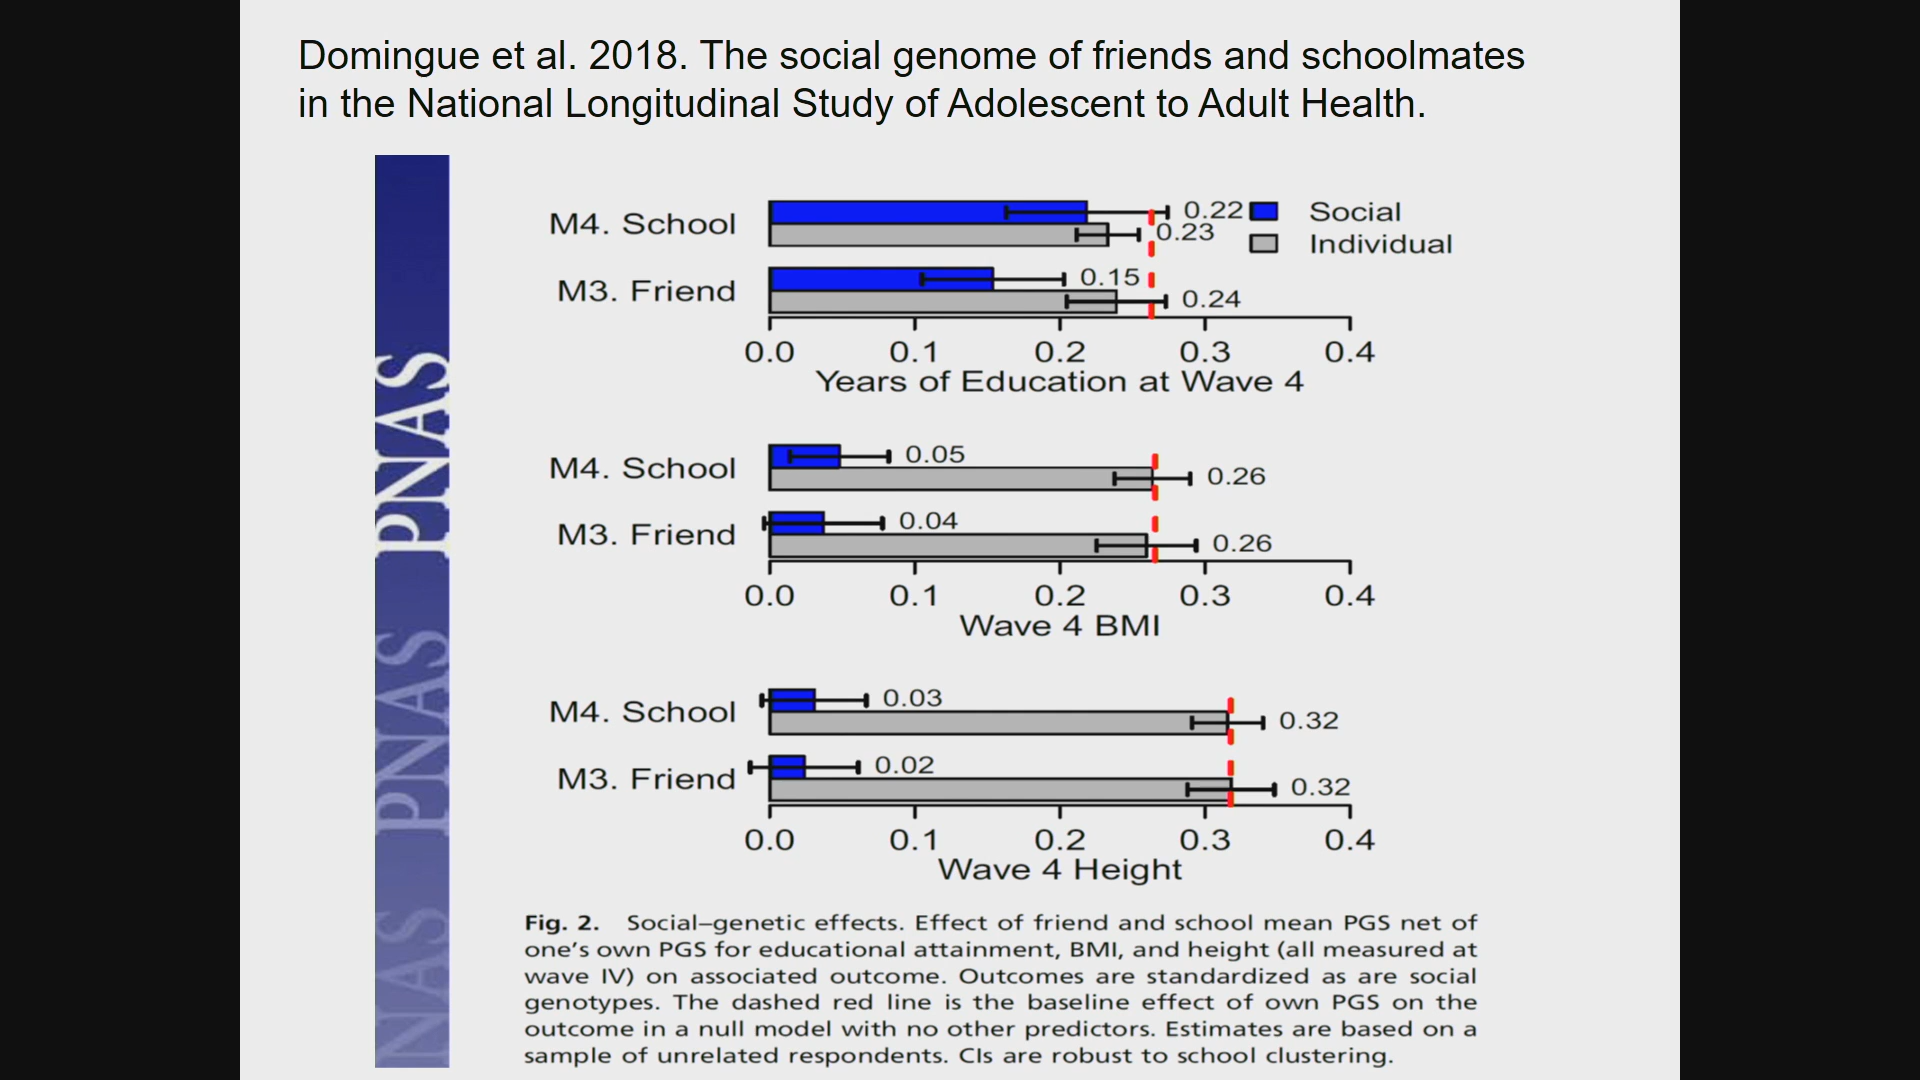 Domingue et al. 2018. The social genome of friends and schoolmates
in the National Longitudinal Study of Adolescent to Adult Health.
PNAS
PNAS
NAS
M4. School
0.22
0.23
Social
Individual
M3. Friend
0.15
0.24
0.0 0.1 0.2 0.3 0.4
Years of Education at Wave 4
M4. School
0.05
0.26
M3. Friend
0.04
0.26
0.0 0.1 0.2 0.3 0.4
Wave 4 BMI
M4. School
0.03
0.32
M3. Friend
0.02
0.32
0.0 0.1 0.2 0.3 0.4
Wave 4 Height
Fig. 2. Social–genetic effects. Effect of friend and school mean PGS net of
one's own PGS for educational attainment, BMI, and height (all measured at
wave IV) on associated outcome. Outcomes are standardized as are social
genotypes. The dashed red line is the baseline effect of own PGS on the
outcome in a null model with no other predictors. Estimates are based on a
sample of unrelated respondents. CIs are robust to school clustering.